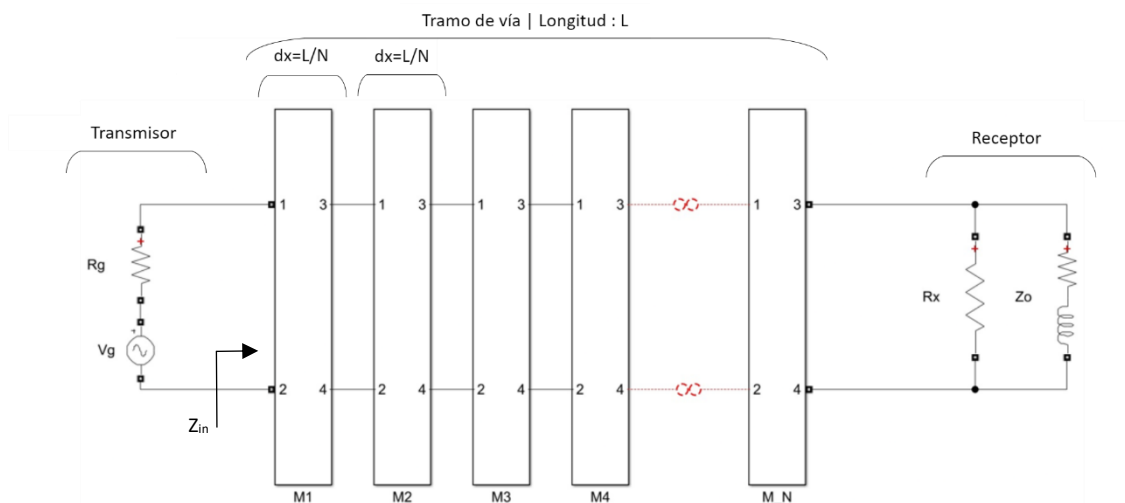 Tramo de vía | Longitud : L
dx=L/N
dx=L/N
Transmisor
Receptor
1 3 1 3 1 3 1 3 1 3
Rg
Rx
Zo
Vg
2 4 2 4 2 4 2 4 2 4
Zin
M1 M2 M3 M4 M N